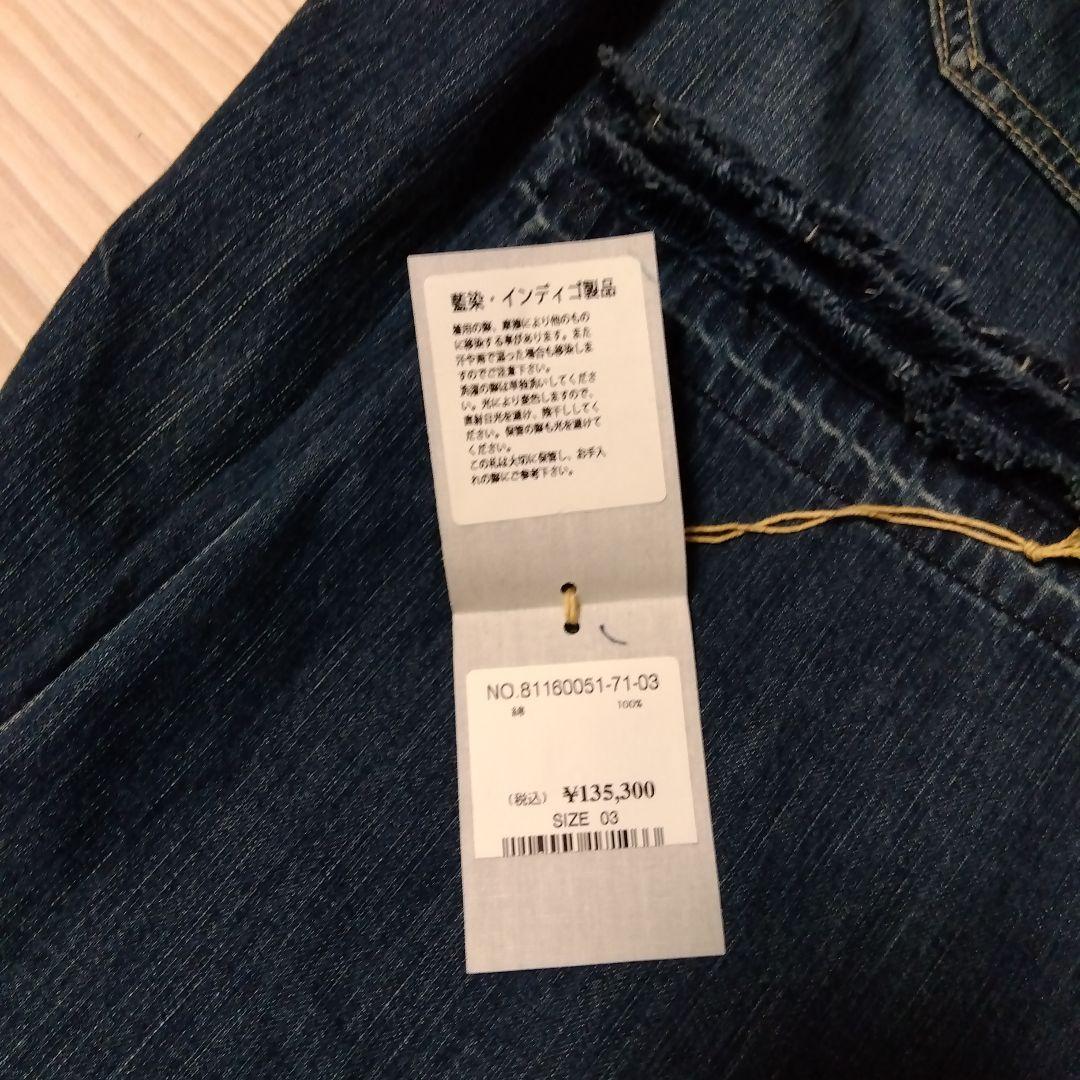 藍染・インディゴ製品
着用の際、摩擦により他のもの
に移染する事があります。また
汗や雨で湿った場合も移染しま
すのでご注意下さい。
洗濯の際は単独洗いしてくださ
い。光により変色しますので、
直射日光を避け、陰干ししてく
ださい。保管の際も光を避けて
ください。
この札は大切に保管し、お手入
れの際にご参考下さい。
NO.81160051-71-03
綿 100%
(税込) ¥135,300
SIZE 03